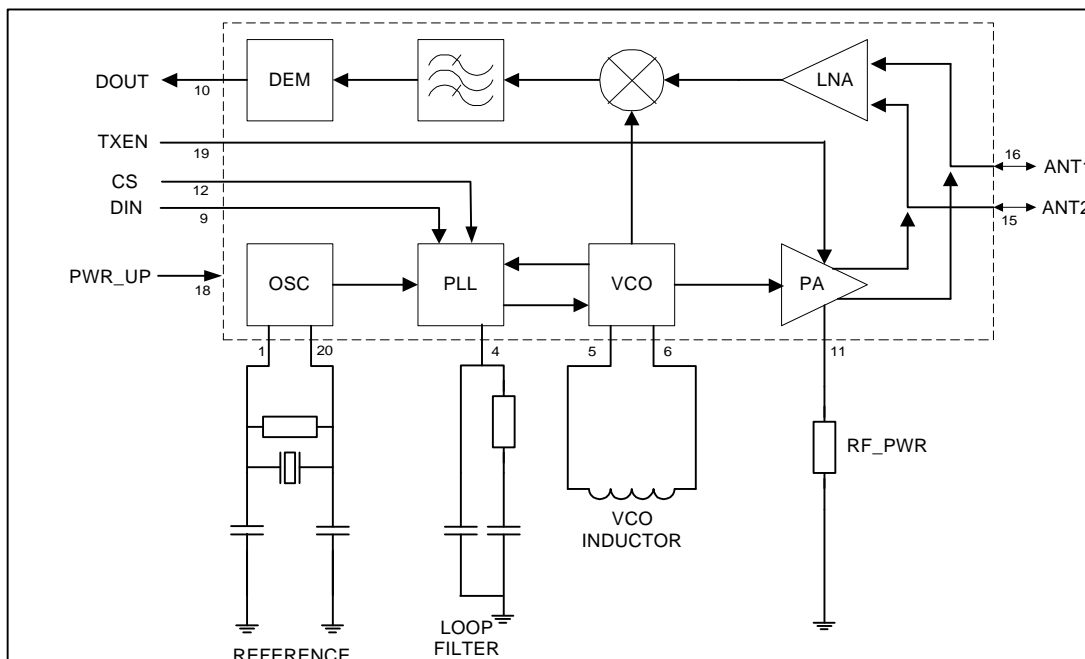 DOUT
10
DEM
LNA
TXEN
19
16
ANT1
CS
12
DIN
9
15
ANT2
PWR_UP
18
OSC
PLL
VCO
PA
1
20
4
5
6
11
RF_PWR
VCO
INDUCTOR
LOOP
FILTER
REFERENCE